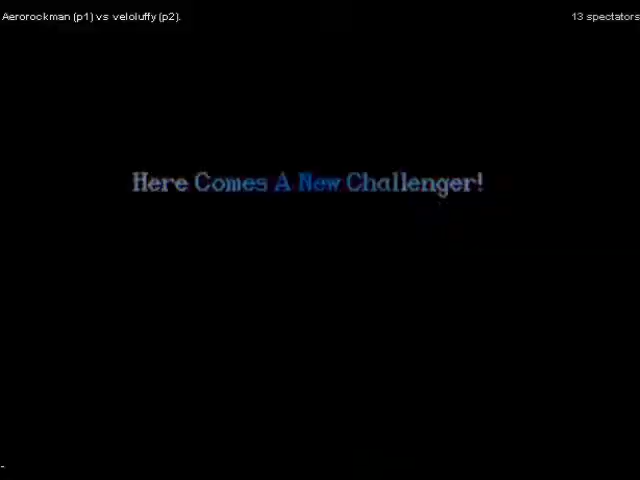 Aerorockman (p1) vs veloluffy (p2).
13 spectators
Here Comes A New Challenger!
-